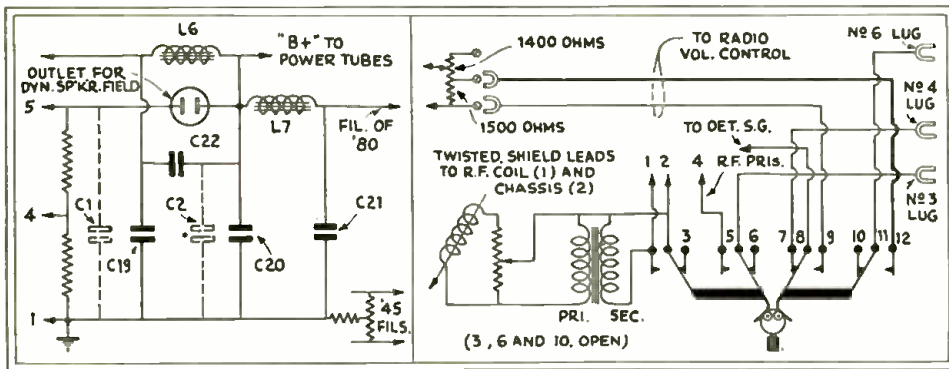 L6
"B+" TO
POWER TUBES
OUTLET FOR
DYN. SP'KR. FIELD
5
L7
FIL. OF
'80
C22
C1
C2
*
C21
4
C19
C20
1
'45
FILS.
1400 OHMS
1500 OHMS
TO RADIO
VOL. CONTROL
Nº 6 LUG
Nº 4
LUG
Nº 3
LUG
TO DET. S.G.
R.F. PRIS.
TWISTED, SHIELD LEADS
TO R.F. COIL (1) AND
CHASSIS (2)
1 2 4
3 5 6 7 8 9 10 11 12
PRI. SEC.
(3, 6 AND 10, OPEN)